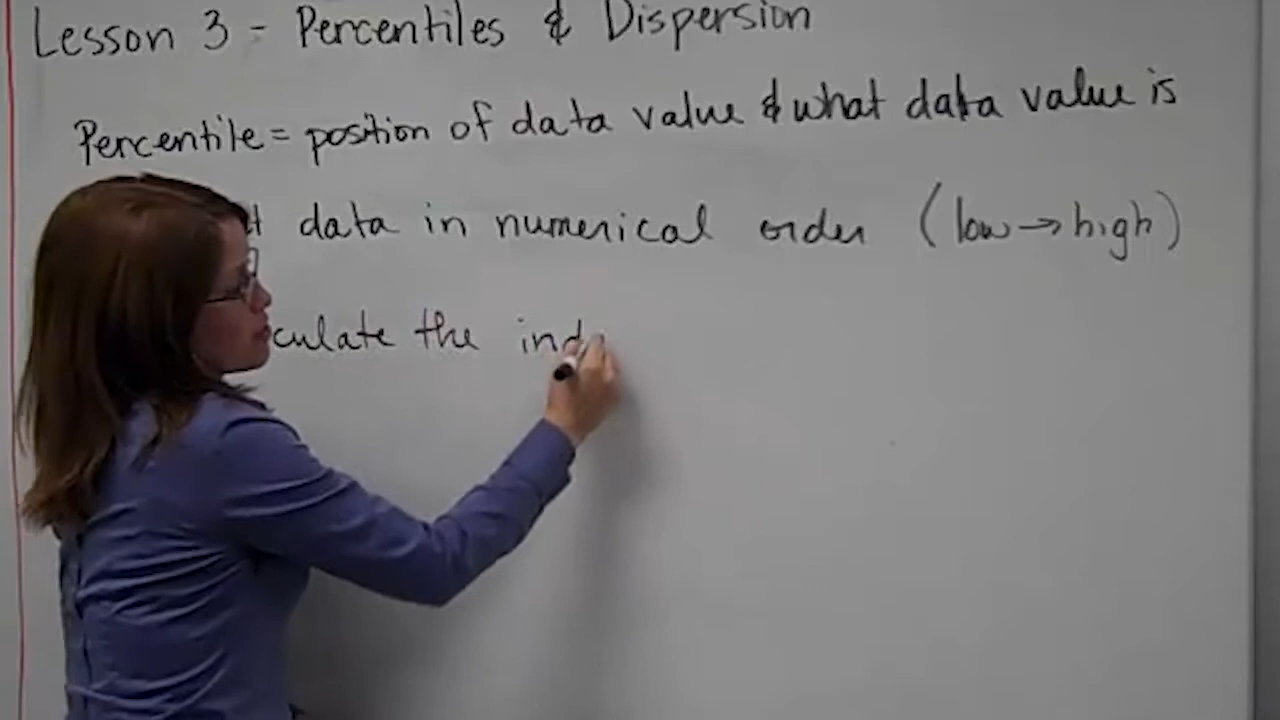 Lesson 3 - Percentiles & Dispersion
Percentile = position of data value & what data value is
data in numerical order (low → high)
culate the ind